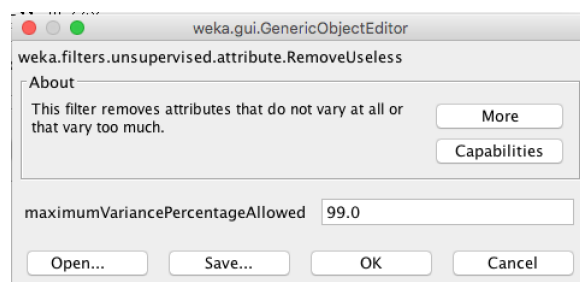 weka.gui.GenericObjectEditor
weka.filters.unsupervised.attribute.RemoveUseless
About
This filter removes attributes that do not vary at all or
that vary too much.
More
Capabilities
maximumVariancePercentageAllowed 99.0
Open... Save... OK Cancel